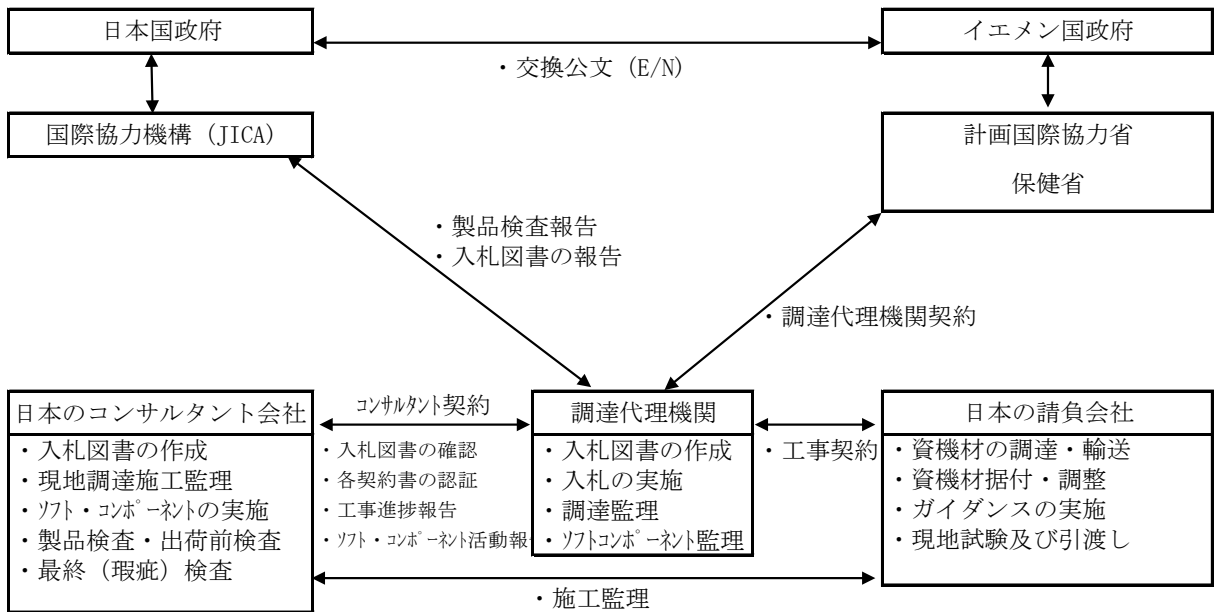 日本国政府
イエメン国政府
・交換公文 (E/N)
国際協力機構 (JICA)
計画国際協力省
保健省
・製品検査報告
・入札図書の報告
・調達代理機関契約
日本のコンサルタント会社
・入札図書の作成
・現地調達施工監理
・ｿﾌﾄ・ｺﾝﾎﾟｰﾈﾝﾄの実施
・製品検査・出荷前検査
・最終（瑕疵）検査
ｺﾝｻﾙﾀﾝﾄ契約
・入札図書の確認
・各契約書の認証
・工事進捗報告
・ｿﾌﾄ・ｺﾝﾎﾟｰﾈﾝﾄ活動報
調達代理機関
・入札図書の作成
・入札の実施
・調達監理
・ｿﾌﾄｺﾝﾎﾟｰﾈﾝﾄ監理
・工事契約
日本の請負会社
・資機材の調達・輸送
・資機材据付・調整
・ガイダンスの実施
・現地試験及び引渡し
・施工監理